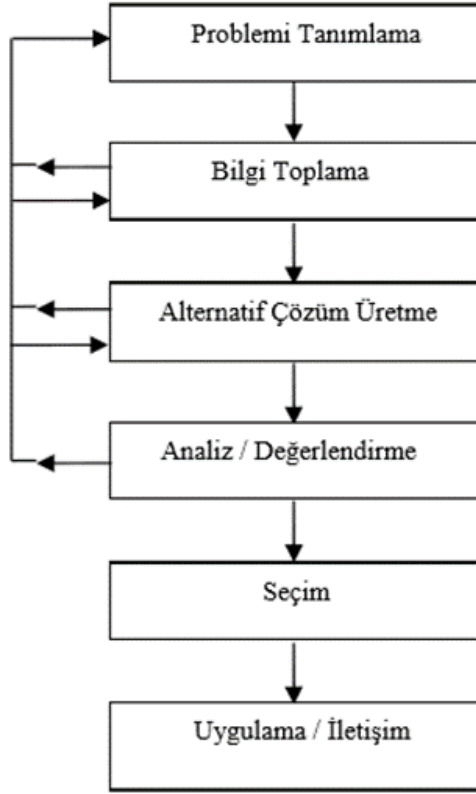 Problemi Tanımlama
Bilgi Toplama
Alternatif Çözüm Üretme
Analiz / Değerlendirme
Seçim
Uygulama / İletişim